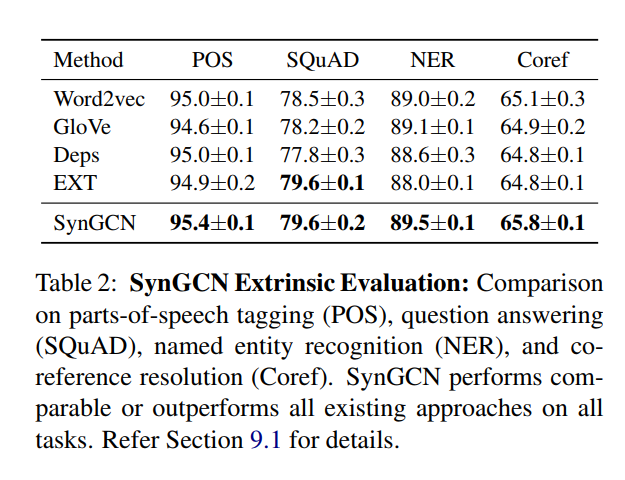 Method POS SQuAD NER Coref
Word2vec 95.0±0.1 78.5±0.3 89.0±0.2 65.1±0.3
GloVe 94.6±0.1 78.2±0.2 89.1±0.1 64.9±0.2
Deps 95.0±0.1 77.8±0.3 88.6±0.3 64.8±0.1
EXT 94.9±0.2 79.6±0.1 88.0±0.1 64.8±0.1
SynGCN 95.4±0.1 79.6±0.2 89.5±0.1 65.8±0.1
Table 2: SynGCN Extrinsic Evaluation: Comparison
on parts-of-speech tagging (POS), question answering
(SQuAD), named entity recognition (NER), and co-
reference resolution (Coref). SynGCN performs com-
parable or outperforms all existing approaches on all
tasks. Refer Section 9.1 for details.